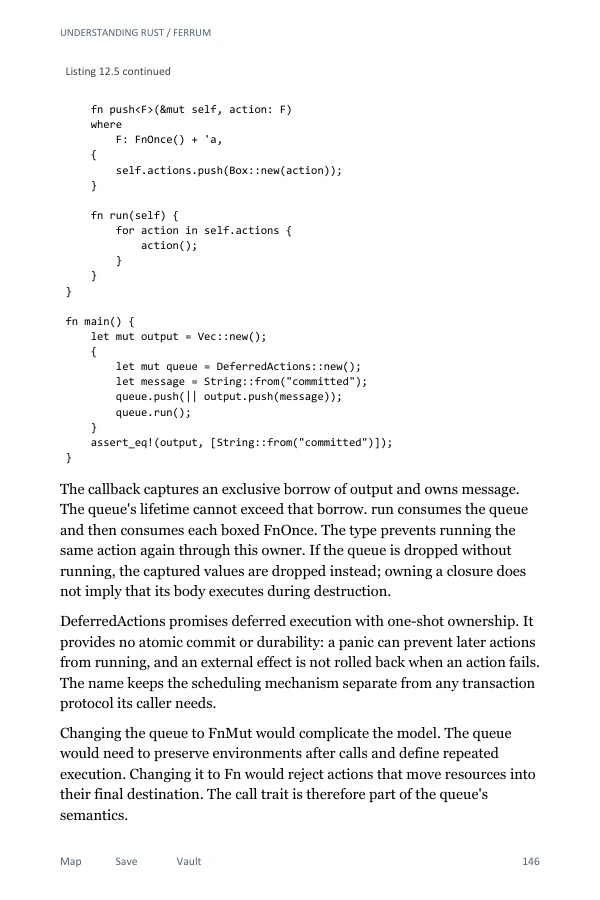 UNDERSTANDING RUST / FERRUM
Listing 12.5 continued
    fn push<F>(&mut self, action: F)
    where
        F: FnOnce() + 'a,
    {
        self.actions.push(Box::new(action));
    }

    fn run(self) {
        for action in self.actions {
            action();
        }
    }
}

fn main() {
    let mut output = Vec::new();
    {
        let mut queue = DeferredActions::new();
        let message = String::from("committed");
        queue.push(|| output.push(message));
        queue.run();
    }
    assert_eq!(output, [String::from("committed")]);
}
The callback captures an exclusive borrow of output and owns message.
The queue's lifetime cannot exceed that borrow. run consumes the queue
and then consumes each boxed FnOnce. The type prevents running the
same action again through this owner. If the queue is dropped without
running, the captured values are dropped instead; owning a closure does
not imply that its body executes during destruction.
DeferredActions promises deferred execution with one-shot ownership. It
provides no atomic commit or durability: a panic can prevent later actions
from running, and an external effect is not rolled back when an action fails.
The name keeps the scheduling mechanism separate from any transaction
protocol its caller needs.
Changing the queue to FnMut would complicate the model. The queue
would need to preserve environments after calls and define repeated
execution. Changing it to Fn would reject actions that move resources into
their final destination. The call trait is therefore part of the queue's
semantics.
Map Save Vault 146